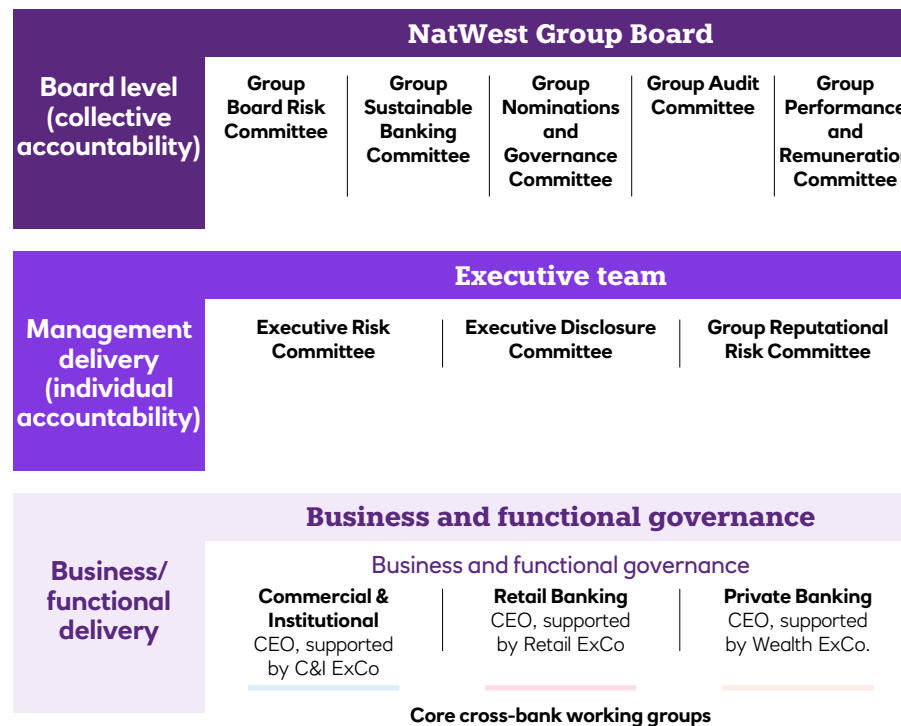 NatWest Group Board
Board level
(collective
accountability)
Group
Board Risk
Committee
Group
Sustainable
Banking
Committee
Group
Nominations
and
Governance
Committee
Group Audit
Committee
Group
Performance
and
Remuneration
Committee
Executive team
Management
delivery
(individual
accountability)
Executive Risk
Committee
Executive Disclosure
Committee
Group Reputational
Risk Committee
Business and functional governance
Business/
functional
delivery
Business and functional governance
Commercial &
Institutional
CEO, supported
by C&I ExCo
Retail Banking
CEO, supported
by Retail ExCo
Private Banking
CEO, supported
by Wealth ExCo.
Core cross-bank working groups